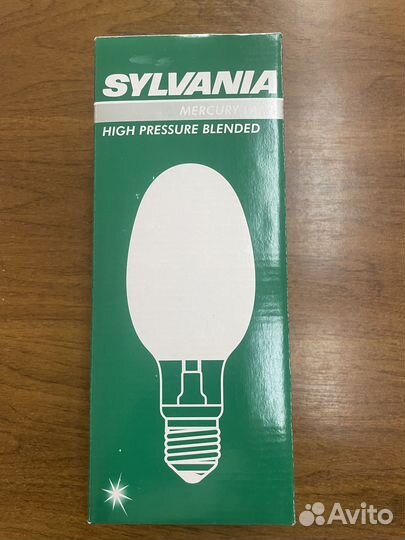 SYLVANIA
MERCURY
HIGH PRESSURE BLENDED
Avito